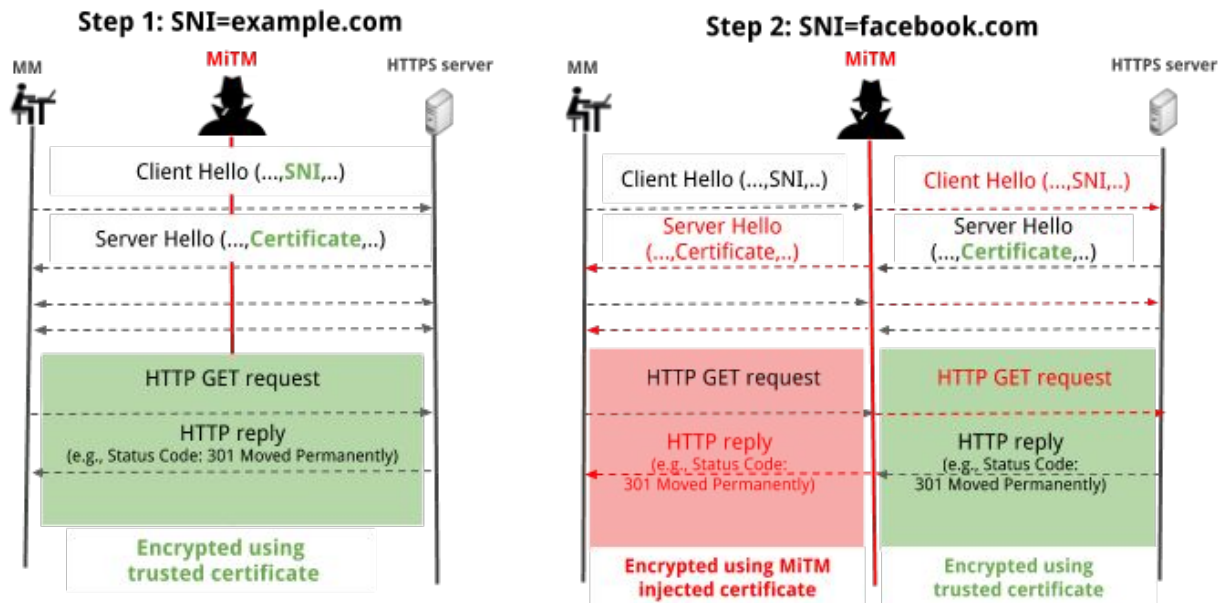 Step 1: SNI=example.com
MM
MiTM
HTTPS server
Client Hello (...,SNI,..)
Server Hello (...,Certificate,..)
HTTP GET request
HTTP reply
(e.g., Status Code: 301 Moved Permanently)
Encrypted using
trusted certificate
Step 2: SNI=facebook.com
MM
MiTM
HTTPS server
Client Hello (...,SNI,..)
Client Hello (...,SNI,..)
Server Hello
(...,Certificate,..)
Server Hello
(...,Certificate,..)
HTTP GET request
HTTP GET request
HTTP reply
(e.g., Status Code:
301 Moved Permanently)
HTTP reply
(e.g., Status Code:
301 Moved Permanently)
Encrypted using MiTM
injected certificate
Encrypted using
trusted certificate